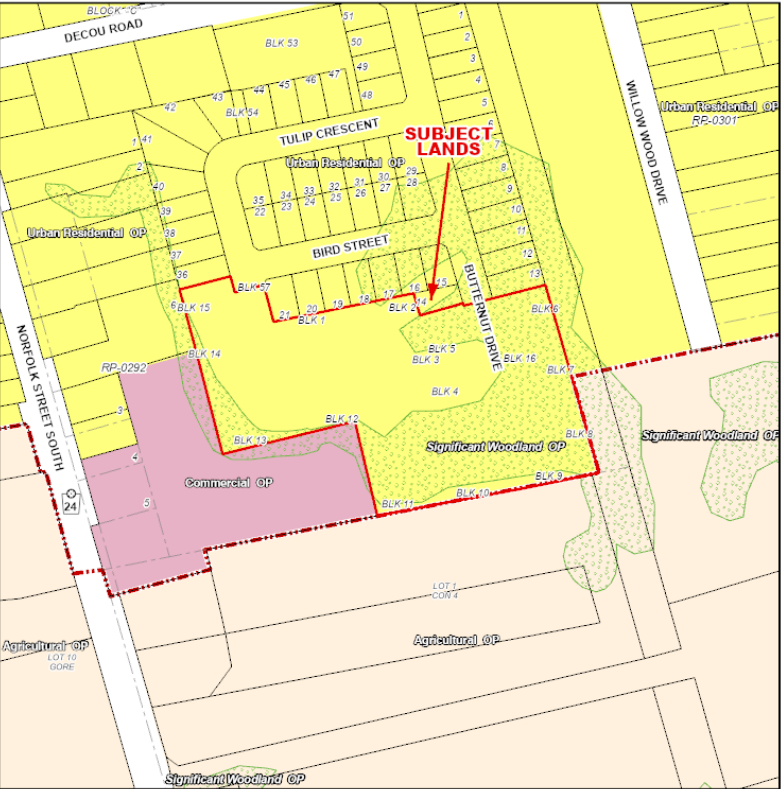 BLOCK "C"
DECOU ROAD
51
BLK 53
50
49
48
47
46
45
44
43
42
BLK 54
1
2
3
4
5
6
7
8
9
10
11
12
13
TULIP CRESCENT
SUBJECT
LANDS
Urban Residential OP
RP-0301
WILLOW WOOD DRIVE
1
41
2
40
39
38
37
36
Urban Residential OP
35
34
33
32
31
30
29
22
23
24
25
26
27
28
Urban Residential OP
BIRD STREET
BLK 57
6
BLK 15
21
20
19
18
17
16
15
14
BLK 1
BLK 2
BUTTERNUT DRIVE
BLK 6
BLK 14
BLK 5
BLK 3
BLK 16
BLK 7
BLK 4
RP-0292
NORFOLK STREET SOUTH
3
4
5
BLK 12
BLK 13
BLK 8
Significant Woodland OP
Significant Woodland OP
BLK 9
BLK 10
BLK 11
Commercial OP
24
LOT 1
CON 4
Agricultural OP
Agricultural OP
LOT 10
GORE
Significant Woodland OP